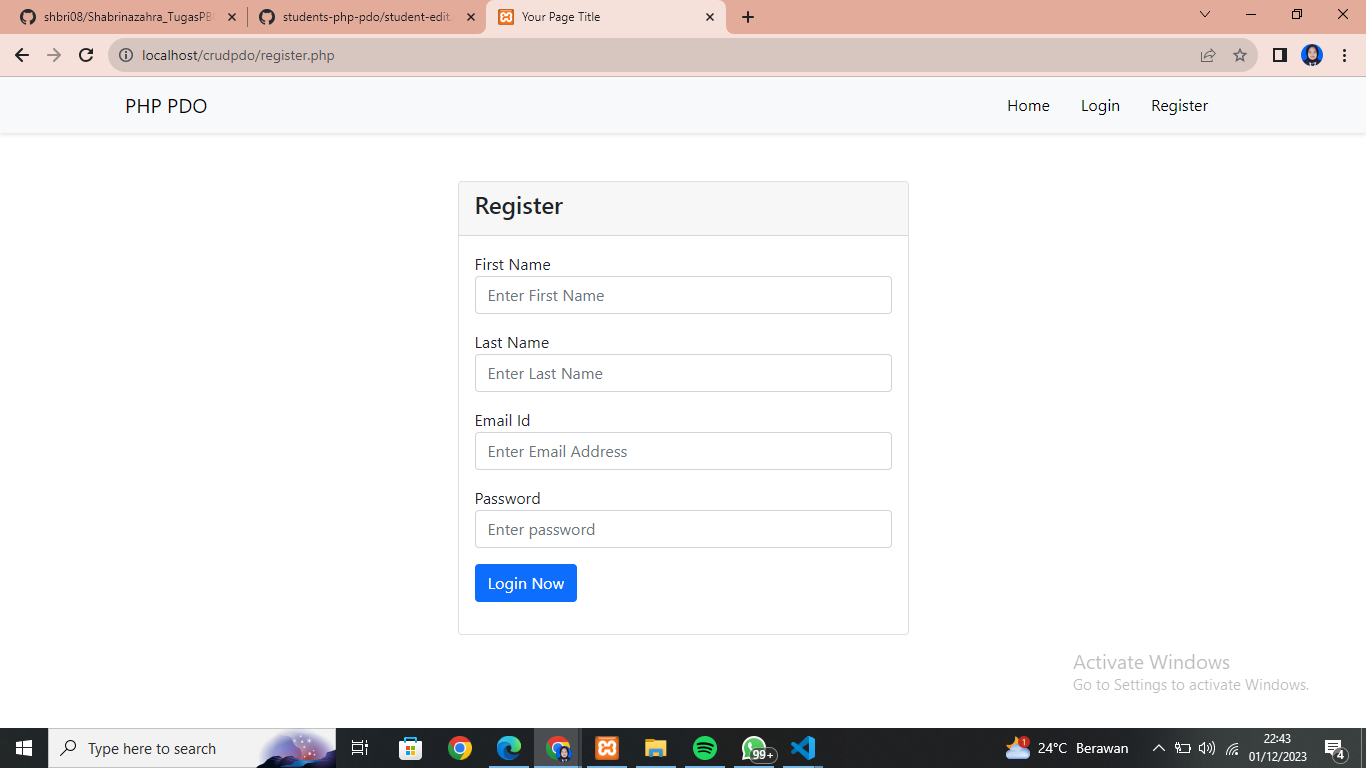 shbri08/Shabrinazahra_TugasPB
students-php-pdo/student-edit.
Your Page Title
localhost/crudpdo/register.php
PHP PDO
Home
Login
Register
Register
First Name
Enter First Name
Last Name
Enter Last Name
Email Id
Enter Email Address
Password
Enter password
Login Now
Activate Windows
Go to Settings to activate Windows.
Type here to search
99+
1
24°C Berawan
22:43
01/12/2023
4